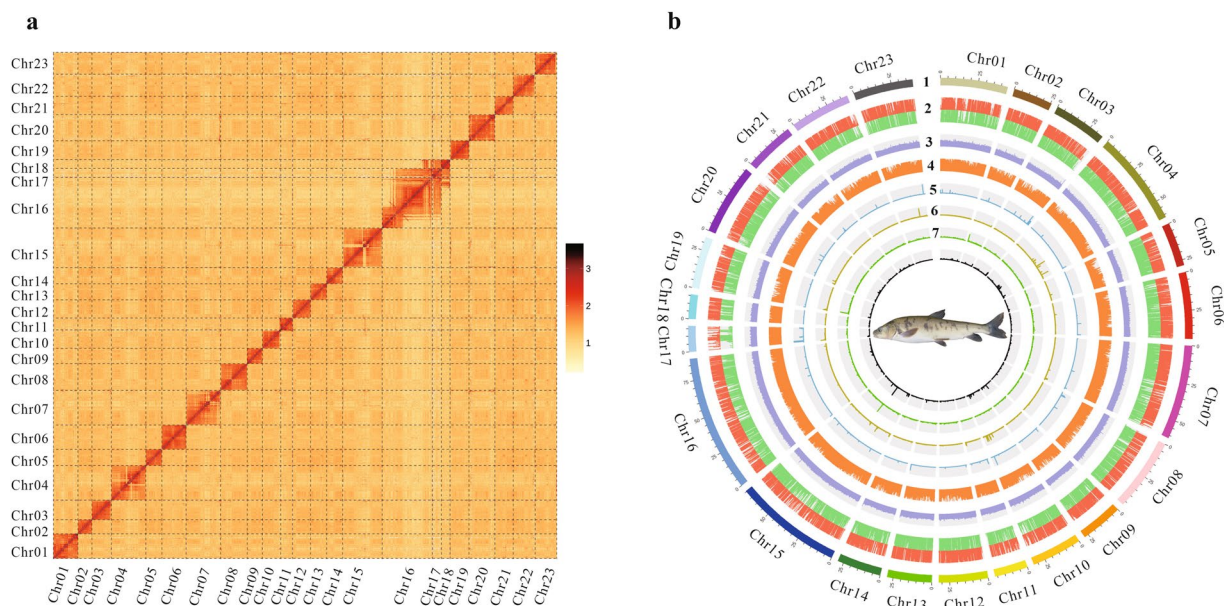 a
b
Chr23
Chr22
Chr21
Chr20
Chr19
Chr18
Chr17
Chr16
Chr15
Chr14
Chr13
Chr12
Chr11
Chr10
Chr09
Chr08
Chr07
Chr06
Chr05
Chr04
Chr03
Chr02
Chr01
Chr01
Chr02
Chr03
Chr04
Chr05
Chr06
Chr07
Chr08
Chr09
Chr10
Chr11
Chr12
Chr13
Chr14
Chr15
Chr16
Chr17
Chr18
Chr19
Chr20
Chr21
Chr22
Chr23
3
2
1
Chr01
Chr02
Chr03
Chr04
Chr05
Chr06
Chr07
Chr08
Chr09
Chr10
Chr11
Chr12
Chr13
Chr14
Chr15
Chr16
Chr17
Chr18
Chr19
Chr20
Chr21
Chr22
Chr23
1
2
3
4
5
6
7